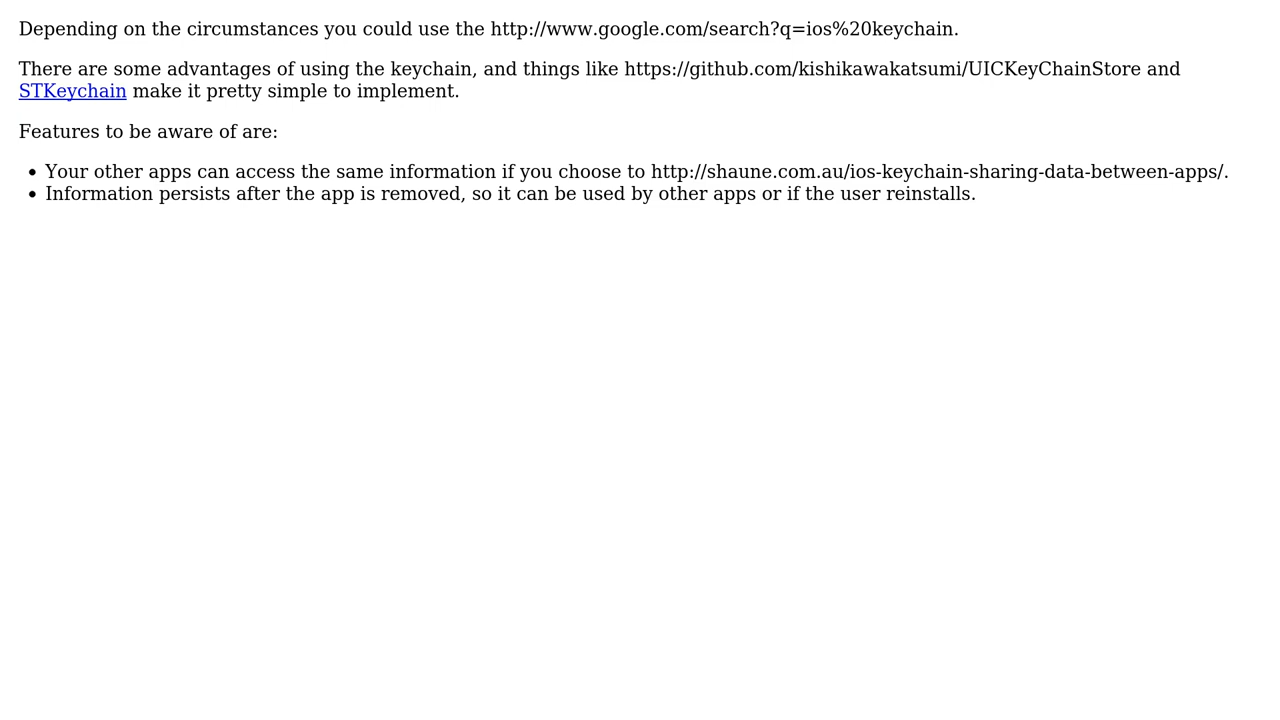 Depending on the circumstances you could use the http://www.google.com/search?q=ios%20keychain.
There are some advantages of using the keychain, and things like https://github.com/kishikawakatsumi/UICKeyChainStore and
STKeychain make it pretty simple to implement.
Features to be aware of are:
• Your other apps can access the same information if you choose to http://shaune.com.au/ios-keychain-sharing-data-between-apps/.
• Information persists after the app is removed, so it can be used by other apps or if the user reinstalls.